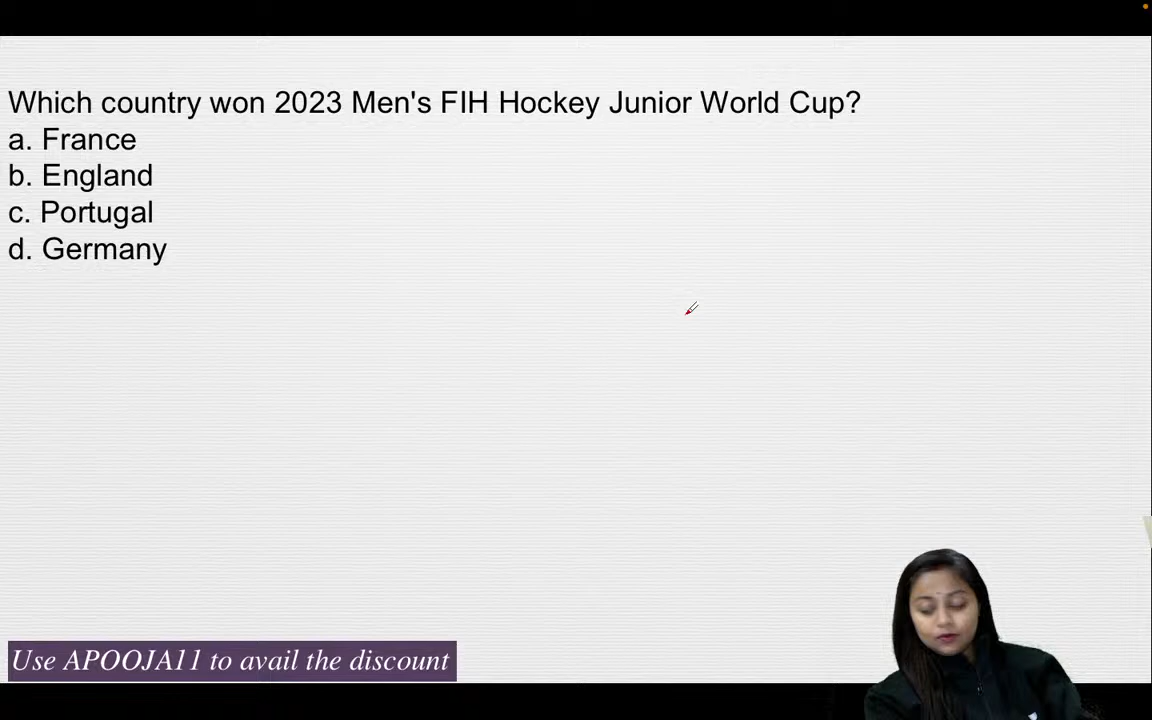 Which country won 2023 Men's FIH Hockey Junior World Cup?
a. France
b. England
c. Portugal
d. Germany
Use APOOJA11 to avail the discount